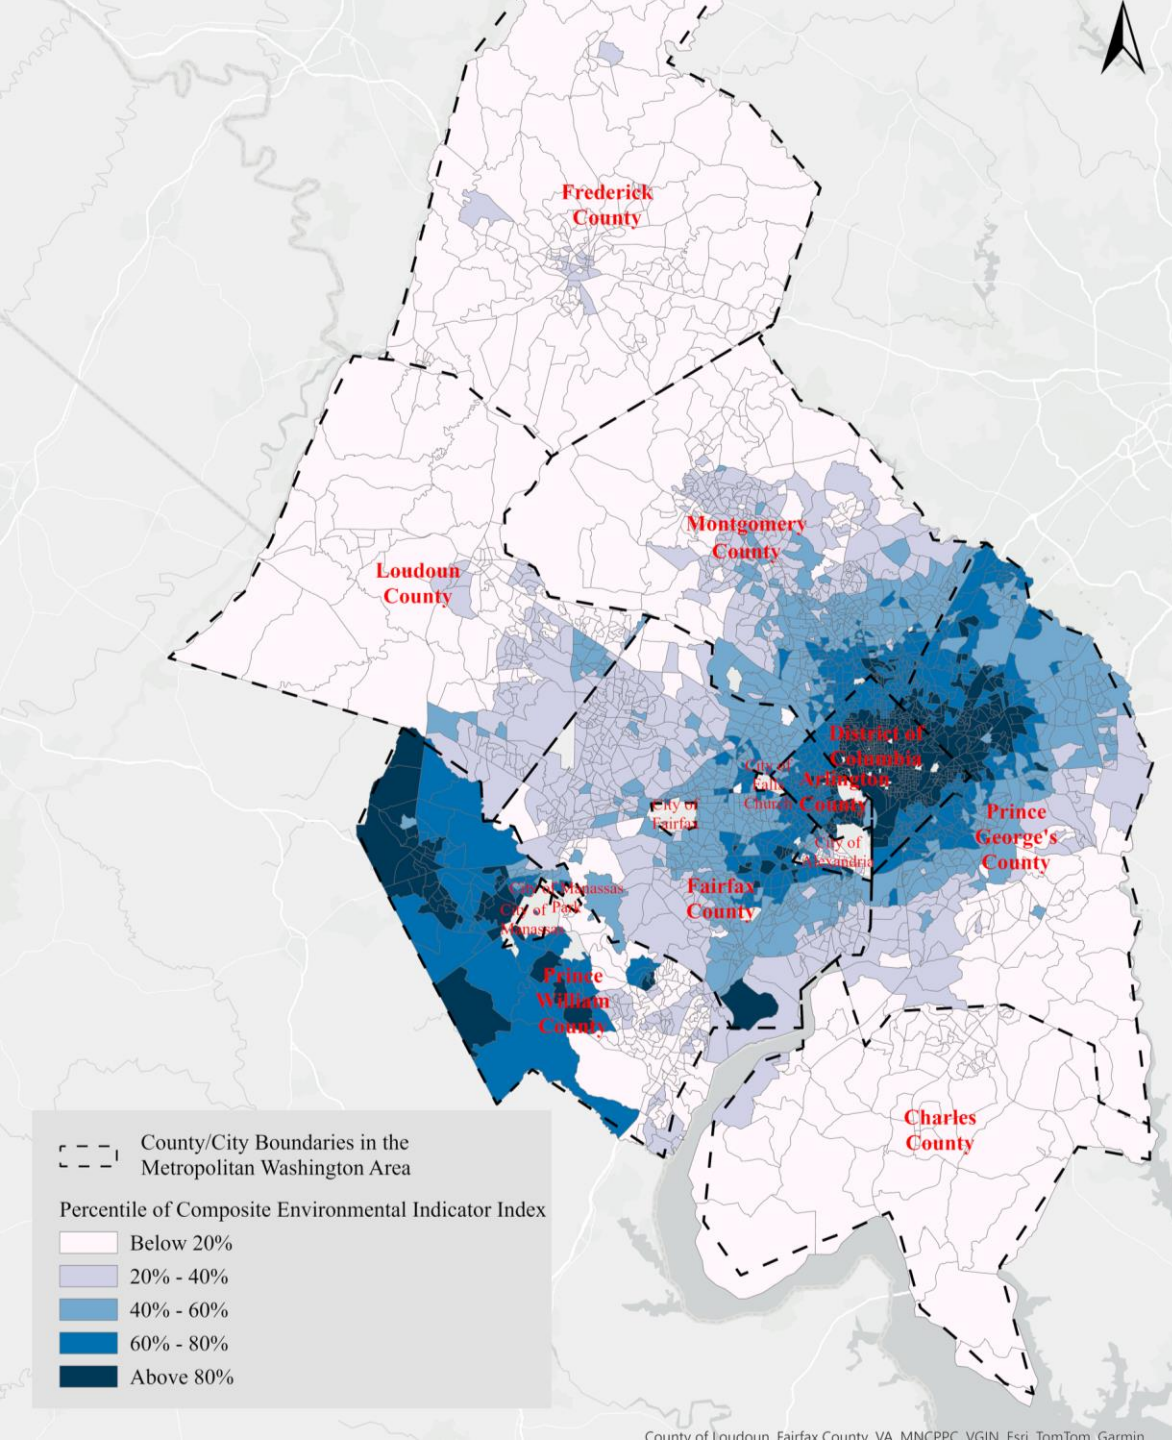 Frederick
County
Montgomery
County
Loudoun
County
District of
Columbia
City of
Falls
Church
Arlington
County
City of
Fairfax
Prince
George's
County
City of
Alexandria
Fairfax
County
City of Manassas
Park
City of
Manassas
Prince
William
County
Charles
County
County/City Boundaries in the
Metropolitan Washington Area
Percentile of Composite Environmental Indicator Index
Below 20%
20% - 40%
40% - 60%
60% - 80%
Above 80%
County of Loudoun, Fairfax County, VA, MNCPPC, VGIN, Esri, TomTom, Garmin,